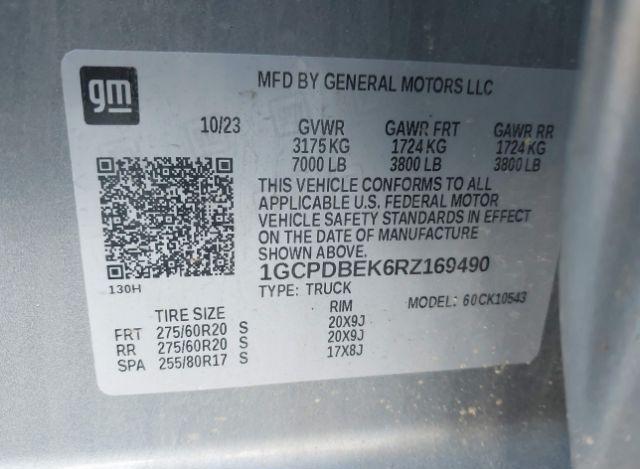 gm
MFD BY GENERAL MOTORS LLC
10/23 GVWR GAWR FRT GAWR RR
3175 KG 1724 KG 1724 KG
7000 LB 3800 LB 3800 LB
THIS VEHICLE CONFORMS TO ALL
APPLICABLE U.S. FEDERAL MOTOR
VEHICLE SAFETY STANDARDS IN EFFECT
ON THE DATE OF MANUFACTURE
SHOWN ABOVE.
1GCPDBEK6RZ169490
130H TYPE: TRUCK MODEL: 60CK10543
TIRE SIZE RIM
FRT 275/60R20 S 20X9J
RR 275/60R20 S 20X9J
SPA 255/80R17 S 17X8J